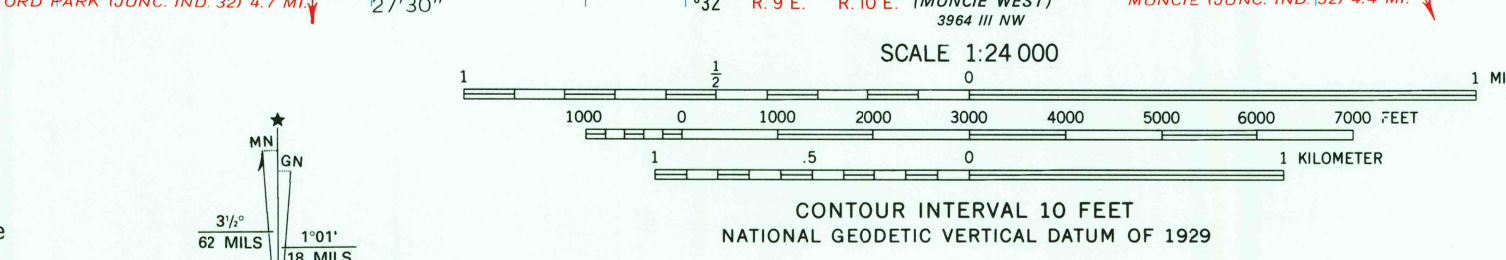 ORD PARK (JUNC. IND. 32) 4.7 MI.
27'30"
°32
R. 9 E. R. 10 E.
(MUNCIE WEST)
3964 III NW
MUNCIE (JUNC. IND. 32) 4.4 MI.
SCALE 1:24 000
1 1/2 0 1 MI
1000 0 1000 2000 3000 4000 5000 6000 7000 FEET
1 .5 0 1 KILOMETER
CONTOUR INTERVAL 10 FEET
NATIONAL GEODETIC VERTICAL DATUM OF 1929
★
MN
GN
3½°
62 MILS
1°01'
18 MILS
e